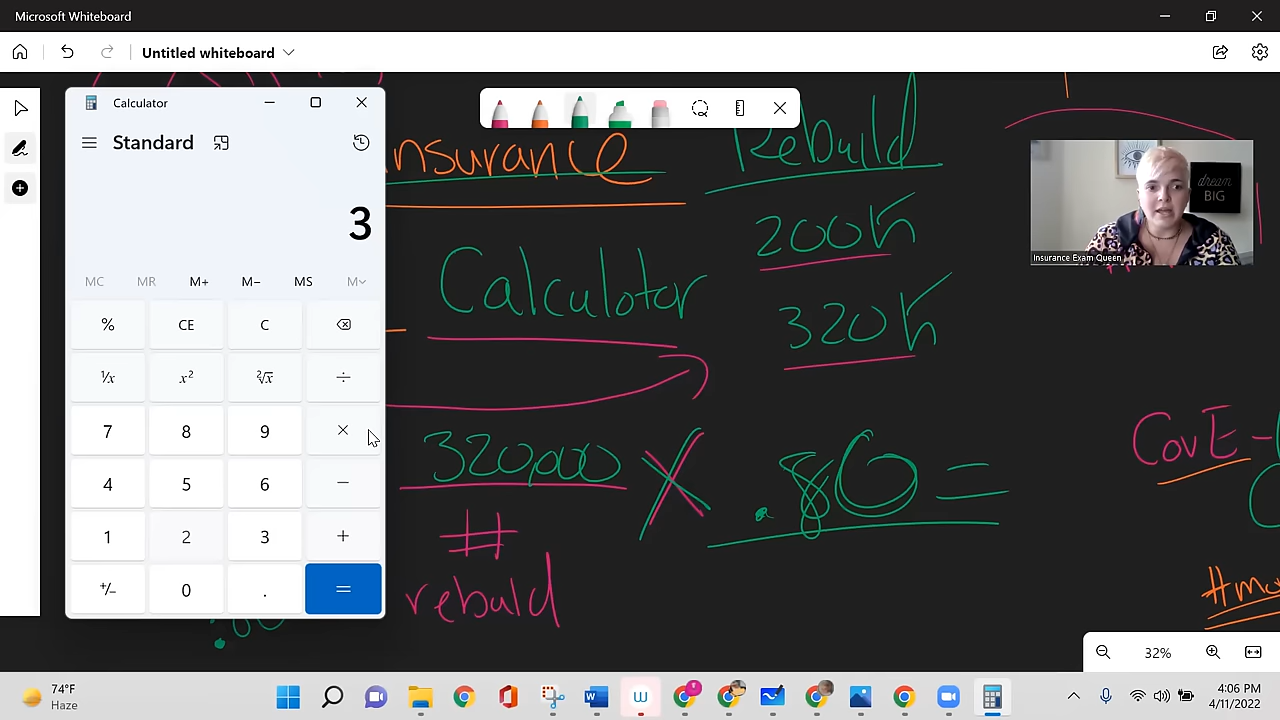 Microsoft Whiteboard
Untitled whiteboard
Calculator
Standard
3
MC MR M+ M− MS M
% CE C
¹/x x² ²√x ÷
7 8 9 ×
4 5 6 −
1 2 3 +
+/− 0 . =
nsurance
Calculator
Rebuild
200K
320K
320,000 X .80 =
#
rebuld
dream
BIG
Insurance Exam Queen
Cov E-
32%
74°F
Haze
4:06 PM
4/11/2022